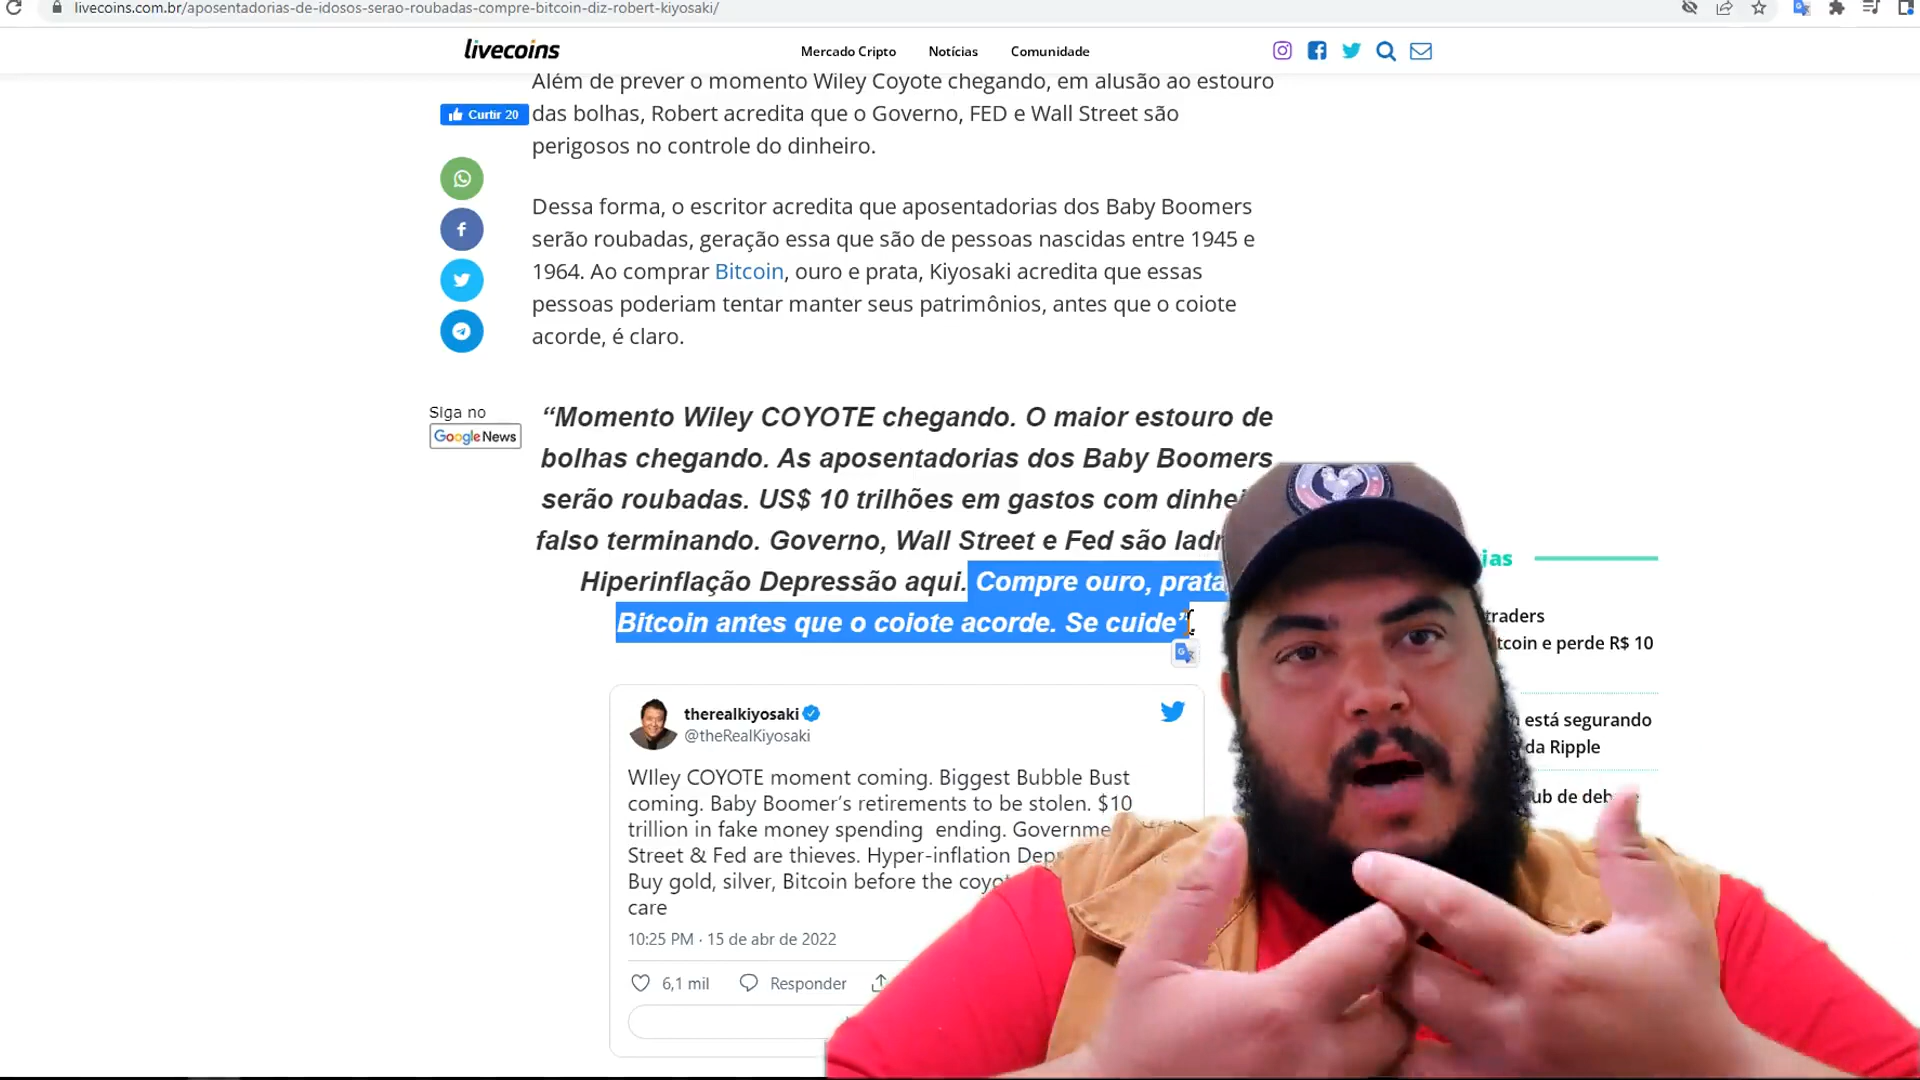 livecoins.com.br/aposentadorias-de-idosos-serao-roubadas-compre-bitcoin-diz-robert-kiyosaki/
livecoins
Mercado Cripto
Notícias
Comunidade
Além de prever o momento Wiley Coyote chegando, em alusão ao estouro
das bolhas, Robert acredita que o Governo, FED e Wall Street são
perigosos no controle do dinheiro.
Curtir 20
Dessa forma, o escritor acredita que aposentadorias dos Baby Boomers
serão roubadas, geração essa que são de pessoas nascidas entre 1945 e
1964. Ao comprar Bitcoin, ouro e prata, Kiyosaki acredita que essas
pessoas poderiam tentar manter seus patrimônios, antes que o coiote
acorde, é claro.
Siga no
Google News
“Momento Wiley COYOTE chegando. O maior estouro de
bolhas chegando. As aposentadorias dos Baby Boomers
serão roubadas. US$ 10 trilhões em gastos com
falso terminando. Governo, Wall Street e Fed são
Hiperinflação Depressão aqui. Compre ouro, prata
Bitcoin antes que o coiote acorde. Se cuide”.
therealkiyosaki
@theRealKiyosaki
WIley COYOTE moment coming. Biggest Bubble Bust
coming. Baby Boomer’s retirements to be stolen. $10
trillion in fake money spending ending.
Street & Fed are thieves. Hyper-inflation
Buy gold, silver, Bitcoin before the
care
10:25 PM · 15 de abr de 2022
6,1 mil
Responder
traders
e perde R$ 10
está segurando
da Ripple
de